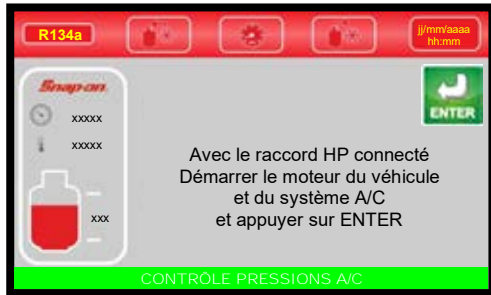 R134a
jj/mm/aaaa
hh:mm
Snap-on
xxxxx
xxxxx
xxx
ENTER
Avec le raccord HP connecté
Démarrer le moteur du véhicule
et du système A/C
et appuyer sur ENTER
CONTRÔLE PRESSIONS A/C